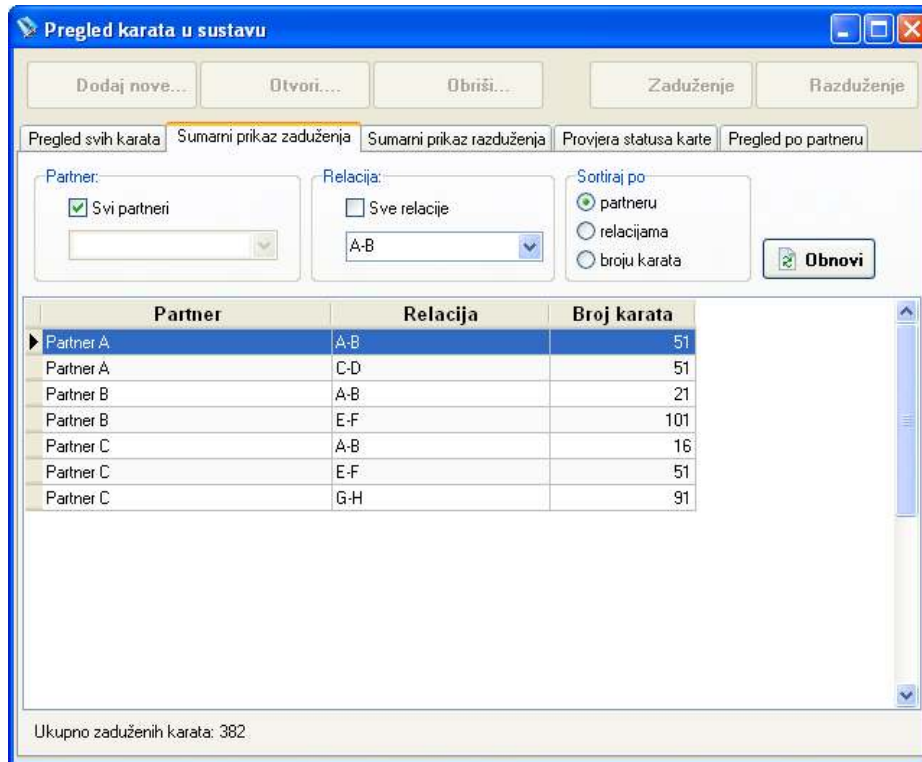 Pregled karata u sustavu
Dodaj nove... Otvori.... Obriši... Zaduženje Razduženje
Pregled svih karata Sumarni prikaz zaduženja Sumarni prikaz razduženja Provjera statusa karte Pregled po partneru
Partner: Relacija: Sortiraj po
Svi partneri Sve relacije partneru
relacijama
A-B broju karata Obnovi
Partner Relacija Broj karata
Partner A A-B 51
Partner A C-D 51
Partner B A-B 21
Partner B E-F 101
Partner C A-B 16
Partner C E-F 51
Partner C G-H 91
Ukupno zaduženih karata: 382